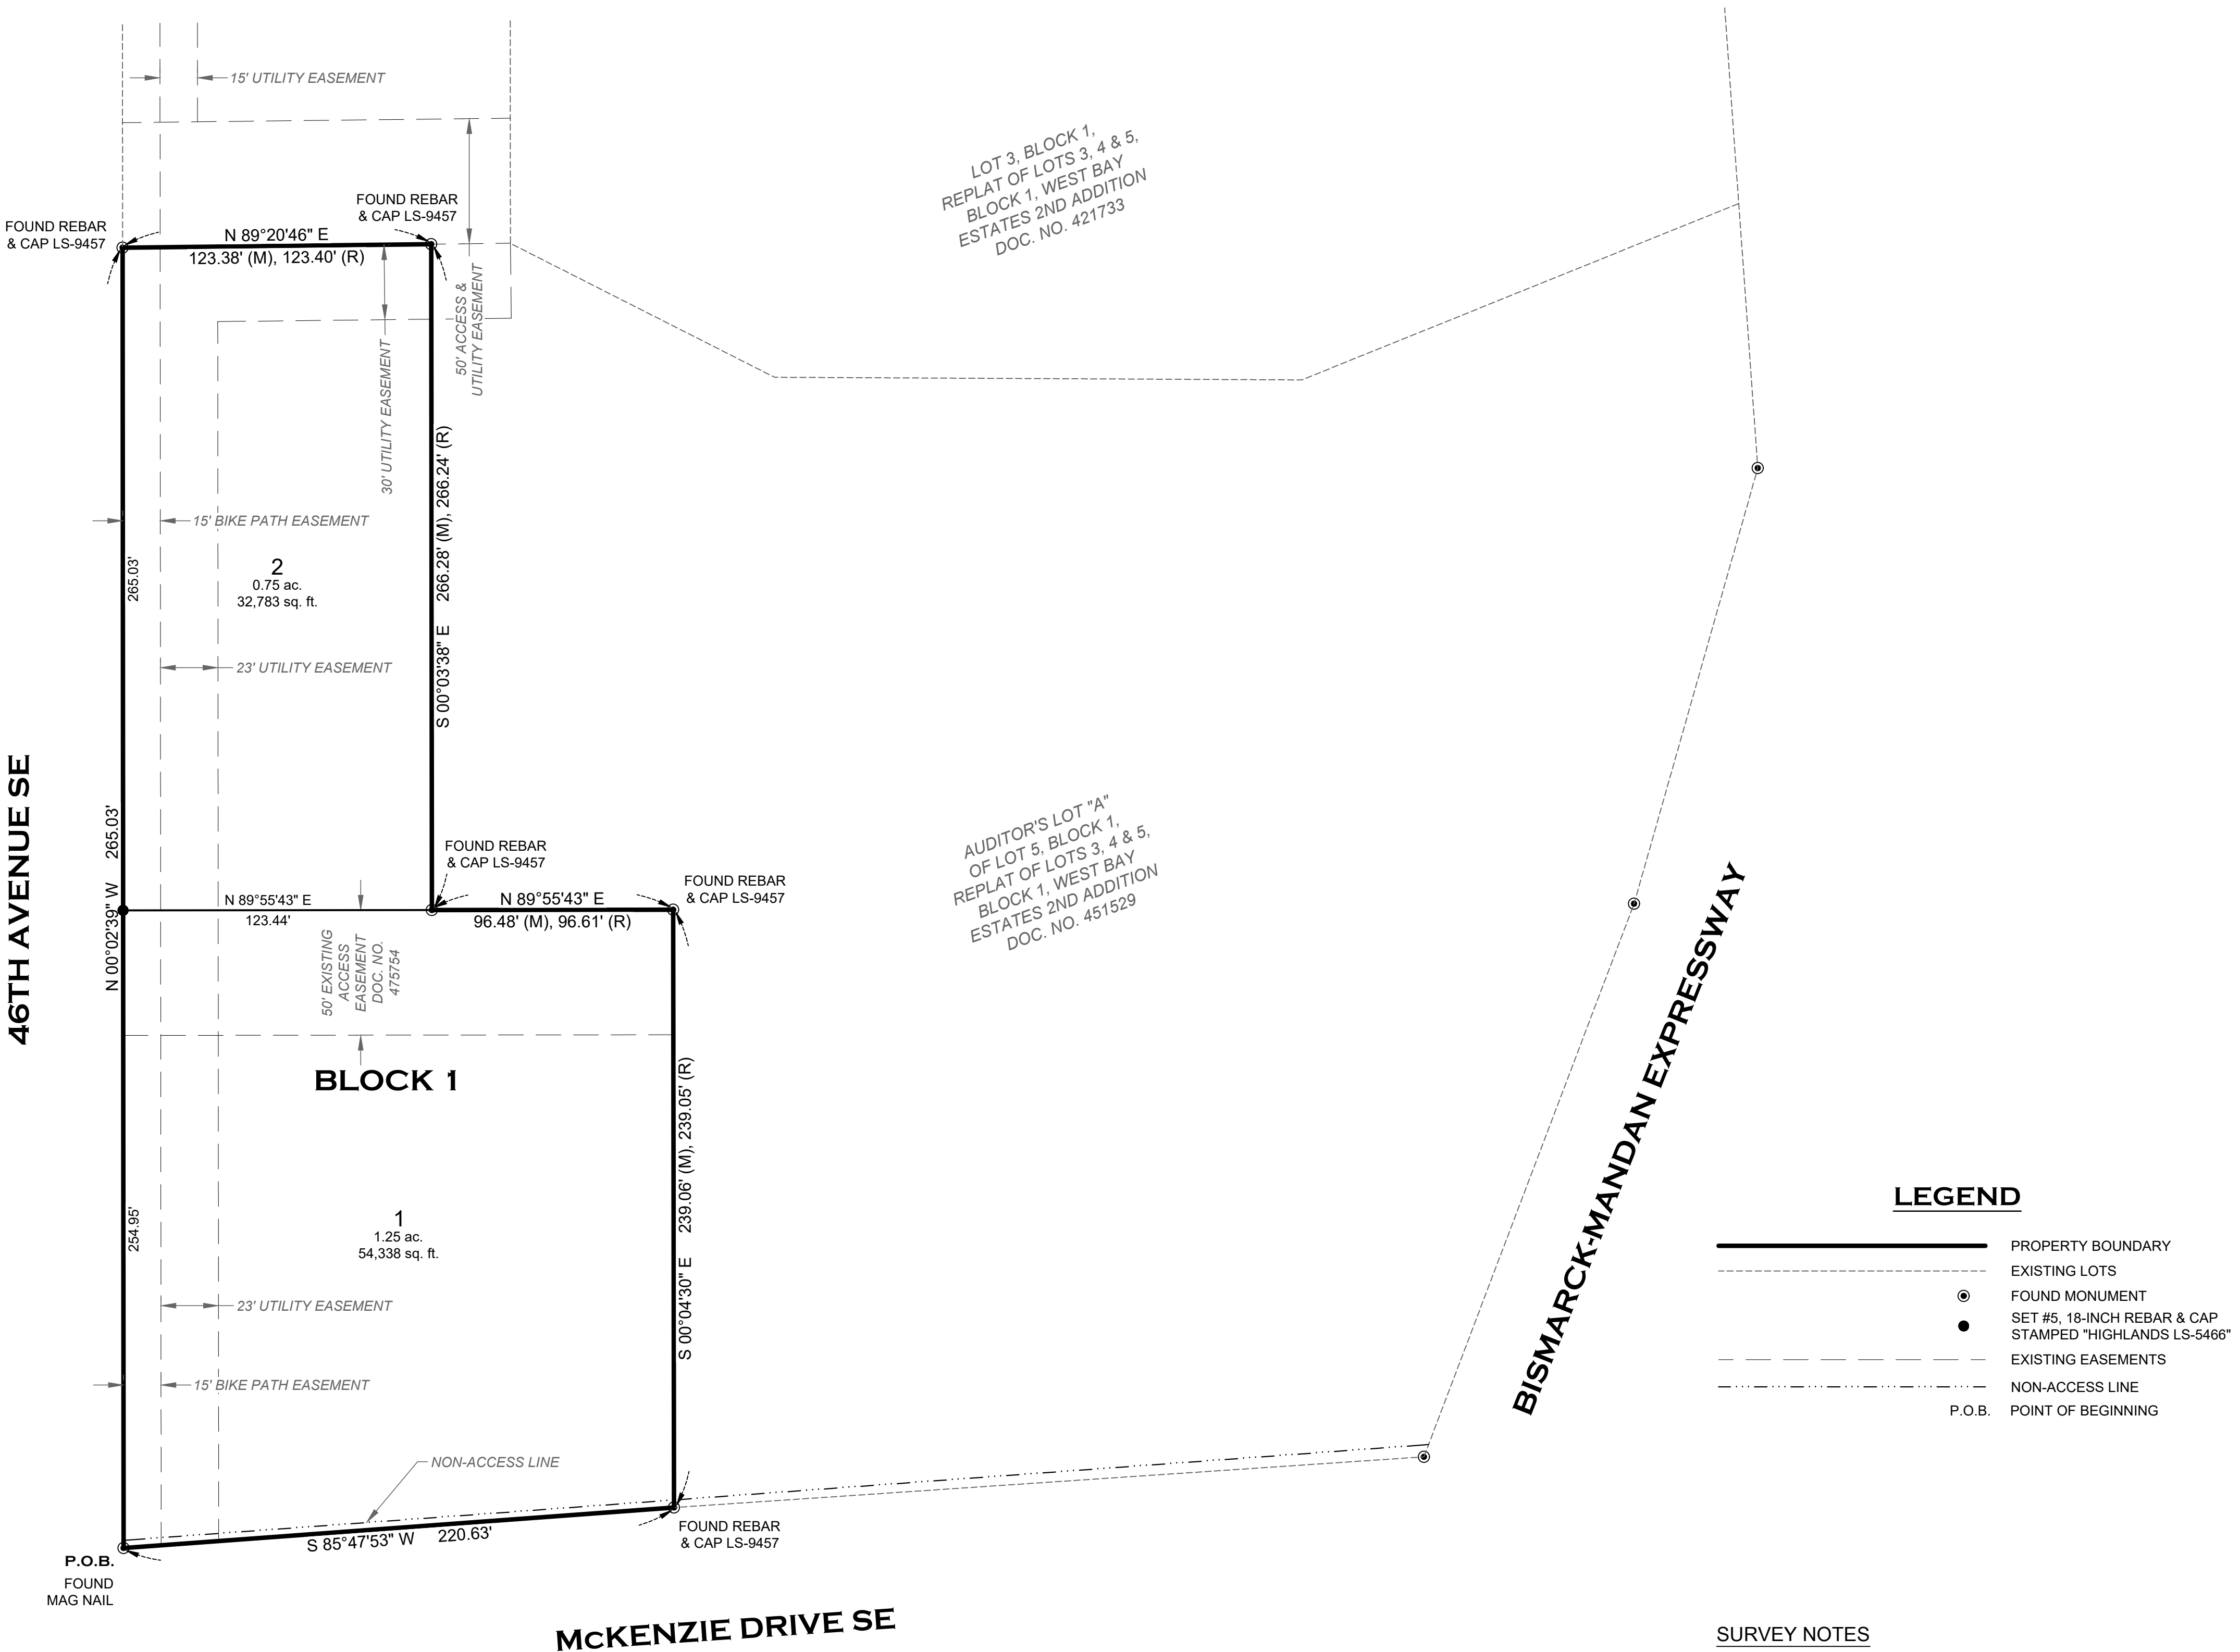 15' UTILITY EASEMENT
LOT 3, BLOCK 1,
REPLAT OF LOTS 3, 4 & 5,
BLOCK 1, WEST BAY
ESTATES 2ND ADDITION
DOC. NO. 421733
FOUND REBAR
& CAP LS-9457
FOUND REBAR
& CAP LS-9457
N 89°20'46" E
123.38' (M), 123.40' (R)
50' ACCESS &
UTILITY EASEMENT
30' UTILITY EASEMENT
S 00°03'38" E 266.28' (M), 266.24' (R)
15' BIKE PATH EASEMENT
265.03'
2
0.75 ac.
32,783 sq. ft.
23' UTILITY EASEMENT
46TH AVENUE SE
N 00°02'39" W 265.03'
FOUND REBAR
& CAP LS-9457
FOUND REBAR
& CAP LS-9457
N 89°55'43" E
123.44'
N 89°55'43" E
96.48' (M), 96.61' (R)
AUDITOR'S LOT "A"
OF LOT 5, BLOCK 1,
REPLAT OF LOTS 3, 4 & 5,
BLOCK 1, WEST BAY
ESTATES 2ND ADDITION
DOC. NO. 451529
50' EXISTING
ACCESS
EASEMENT
DOC. NO.
475754
BLOCK 1
S 00°04'30" E 239.06' (M), 239.05' (R)
254.95'
1
1.25 ac.
54,338 sq. ft.
23' UTILITY EASEMENT
15' BIKE PATH EASEMENT
NON-ACCESS LINE
S 85°47'53" W 220.63'
FOUND REBAR
& CAP LS-9457
P.O.B.
FOUND
MAG NAIL
McKENZIE DRIVE SE
BISMARCK-MANDAN EXPRESSWAY
LEGEND
PROPERTY BOUNDARY
EXISTING LOTS
FOUND MONUMENT
SET #5, 18-INCH REBAR & CAP
STAMPED "HIGHLANDS LS-5466"
EXISTING EASEMENTS
NON-ACCESS LINE
P.O.B. POINT OF BEGINNING
SURVEY NOTES